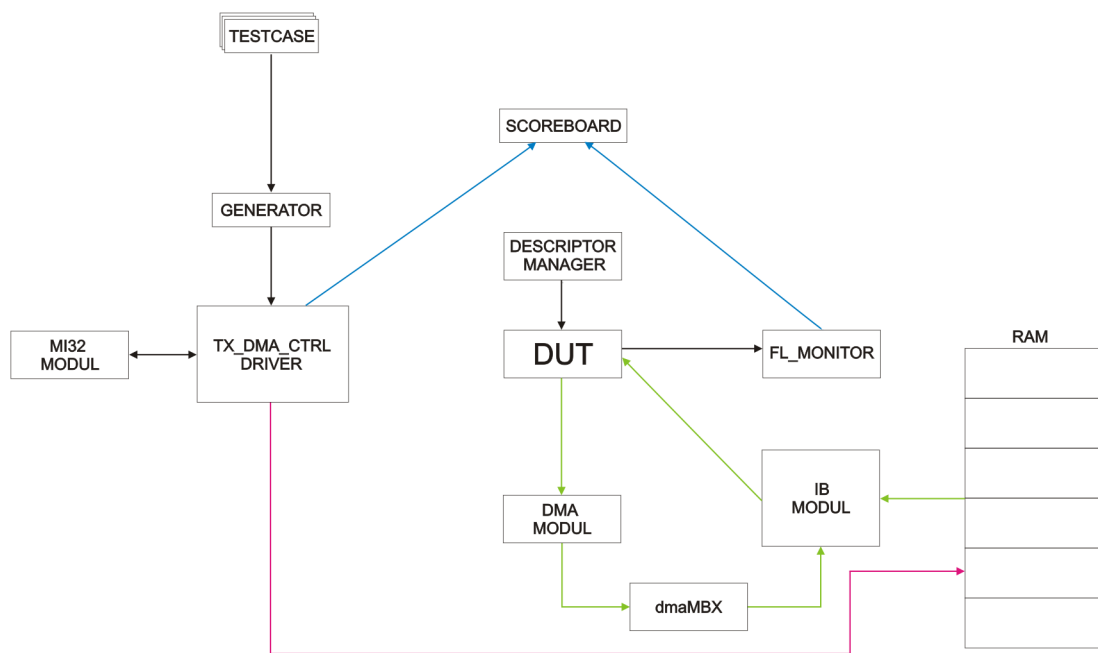 TESTCASE
SCOREBOARD
GENERATOR
DESCRIPTOR
MANAGER
MI32
MODUL
TX_DMA_CTRL
DRIVER
DUT
FL_MONITOR
RAM
IB
MODUL
DMA
MODUL
dmaMBX